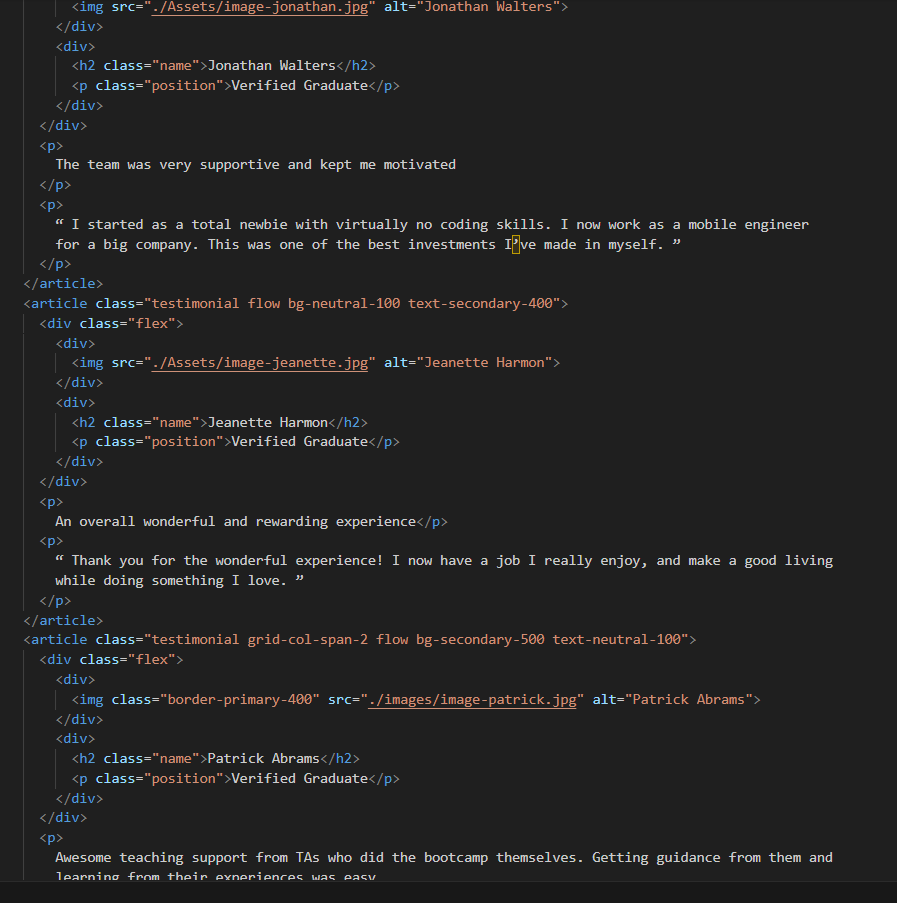 <img src="./Assets/image-jonathan.jpg" alt="Jonathan Walters">
</div>
<div>
<h2 class="name">Jonathan Walters</h2>
<p class="position">Verified Graduate</p>
</div>
</div>
<p>
The team was very supportive and kept me motivated
</p>
<p>
“ I started as a total newbie with virtually no coding skills. I now work as a mobile engineer
for a big company. This was one of the best investments I’ve made in myself. ”
</p>
</article>
<article class="testimonial flow bg-neutral-100 text-secondary-400">
<div class="flex">
<div>
<img src="./Assets/image-jeanette.jpg" alt="Jeanette Harmon">
</div>
<div>
<h2 class="name">Jeanette Harmon</h2>
<p class="position">Verified Graduate</p>
</div>
</div>
<p>
An overall wonderful and rewarding experience</p>
<p>
“ Thank you for the wonderful experience! I now have a job I really enjoy, and make a good living
while doing something I love. ”
</p>
</article>
<article class="testimonial grid-col-span-2 flow bg-secondary-500 text-neutral-100">
<div class="flex">
<div>
<img class="border-primary-400" src="./images/image-patrick.jpg" alt="Patrick Abrams">
</div>
<div>
<h2 class="name">Patrick Abrams</h2>
<p class="position">Verified Graduate</p>
</div>
</div>
<p>
Awesome teaching support from TAs who did the bootcamp themselves. Getting guidance from them and
learning from their experiences was easy